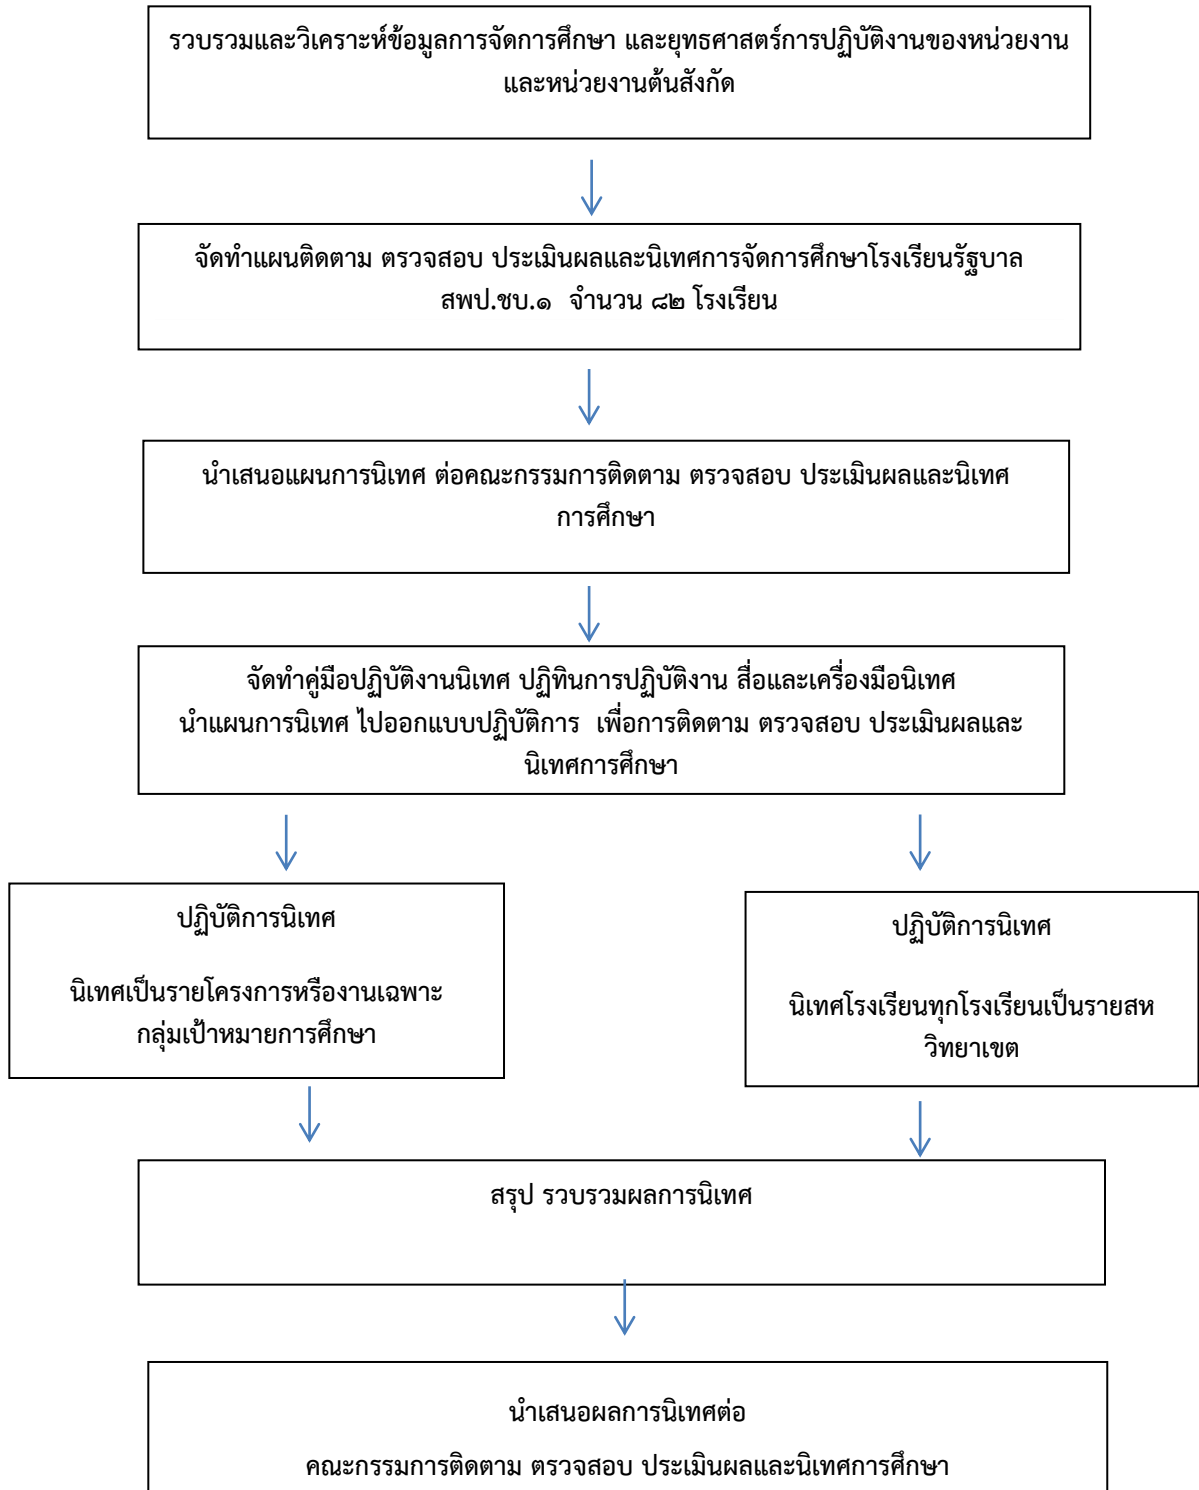 รวบรวมและวิเคราะห์ข้อมูลการจัดการศึกษา และยุทธศาสตร์การปฏิบัติงานของหน่วยงาน
และหน่วยงานต้นสังกัด
จัดทำแผนติดตาม ตรวจสอบ ประเมินผลและนิเทศการจัดการศึกษาโรงเรียนรัฐบาล
สพป.ชบ.๑ จำนวน ๘๒ โรงเรียน
นำเสนอแผนการนิเทศ ต่อคณะกรรมการติดตาม ตรวจสอบ ประเมินผลและนิเทศ
การศึกษา
จัดทำคู่มือปฏิบัติงานนิเทศ ปฏิทินการปฏิบัติงาน สื่อและเครื่องมือนิเทศ
นำแผนการนิเทศ ไปออกแบบปฏิบัติการ เพื่อการติดตาม ตรวจสอบ ประเมินผลและ
นิเทศการศึกษา
ปฏิบัติการนิเทศ
นิเทศเป็นรายโครงการหรืองานเฉพาะ
กลุ่มเป้าหมายการศึกษา
ปฏิบัติการนิเทศ
นิเทศโรงเรียนทุกโรงเรียนเป็นรายสห
วิทยาเขต
สรุป รวบรวมผลการนิเทศ
นำเสนอผลการนิเทศต่อ
คณะกรรมการติดตาม ตรวจสอบ ประเมินผลและนิเทศการศึกษา